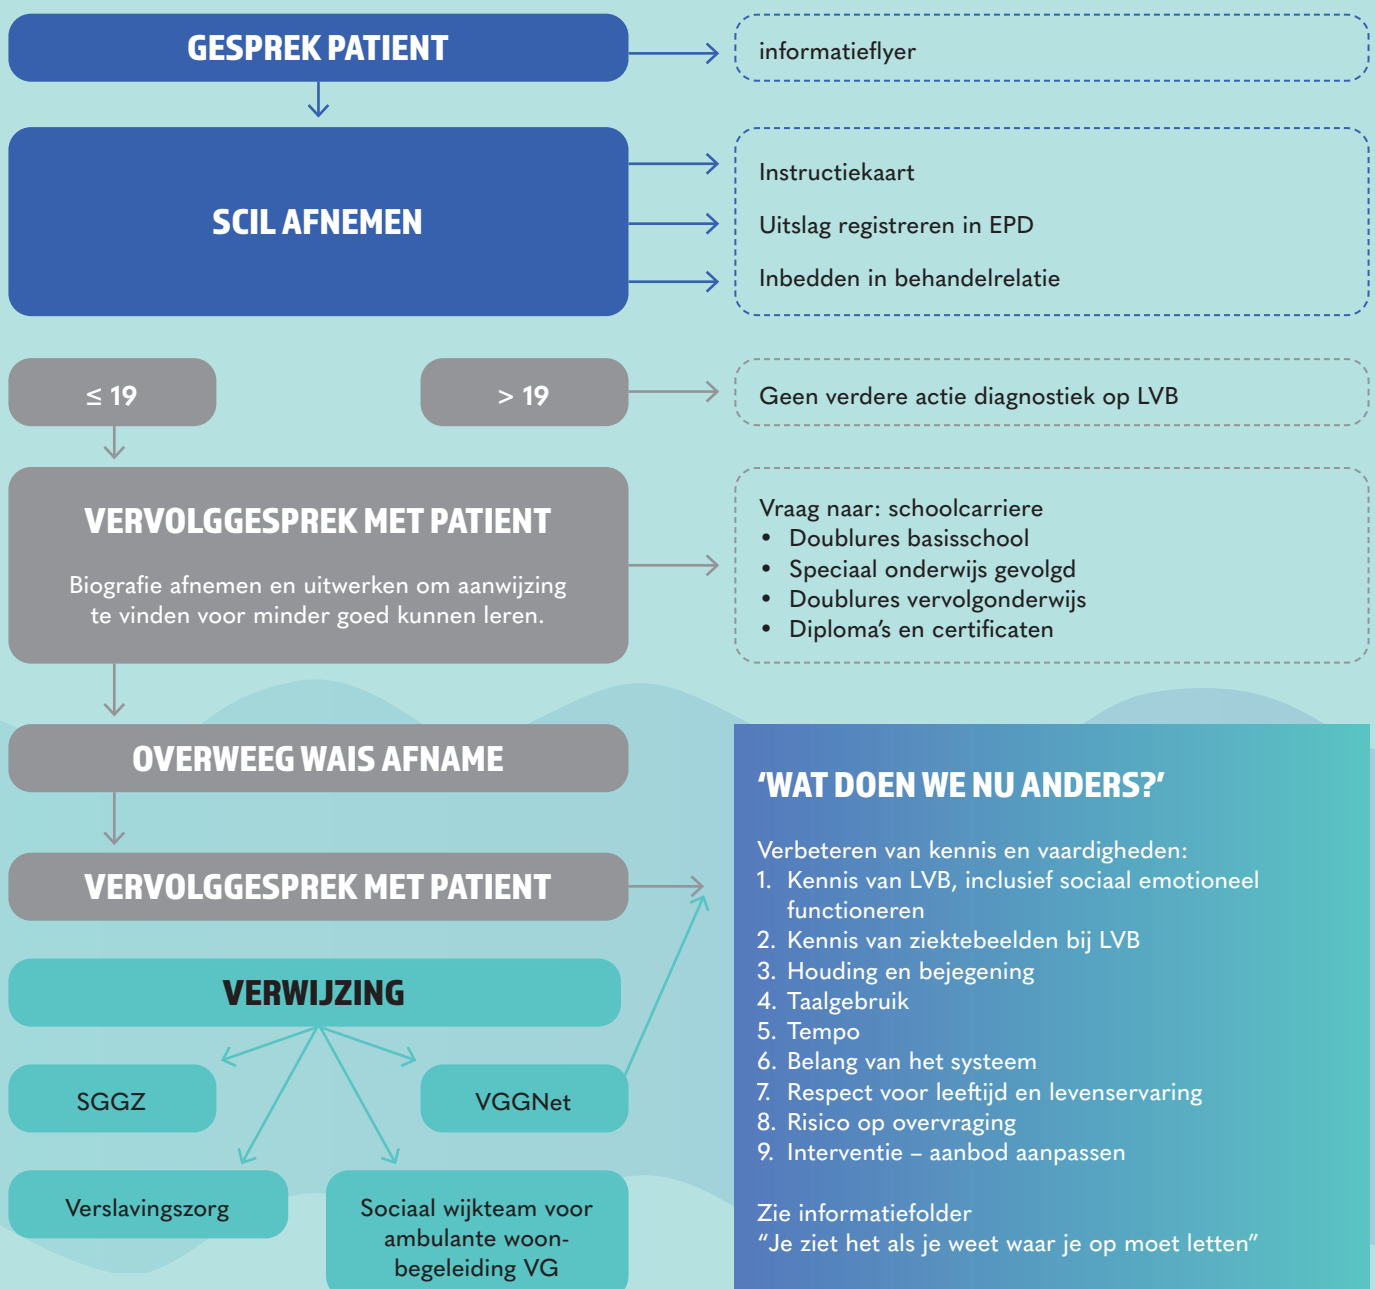 GESPREK PATIENT
informatieflyer
SCIL AFNEMEN
Instructiekaart
Uitslag registreren in EPD
Inbedden in behandelrelatie
≤ 19
> 19
Geen verdere actie diagnostiek op LVB
VERVOLGGESPREK MET PATIENT
Biografie afnemen en uitwerken om aanwijzing
te vinden voor minder goed kunnen leren.
Vraag naar: schoolcarriere
• Doublures basisschool
• Speciaal onderwijs gevolgd
• Doublures vervolgonderwijs
• Diploma’s en certificaten
OVERWEEG WAIS AFNAME
VERVOLGGESPREK MET PATIENT
VERWIJZING
SGGZ
VGGNet
Verslavingszorg
Sociaal wijkteam voor
ambulante woon-
begeleiding VG
‘WAT DOEN WE NU ANDERS?’
Verbeteren van kennis en vaardigheden:
1. Kennis van LVB, inclusief sociaal emotioneel
functioneren
2. Kennis van ziektebeelden bij LVB
3. Houding en bejegening
4. Taalgebruik
5. Tempo
6. Belang van het systeem
7. Respect voor leeftijd en levenservaring
8. Risico op overvraging
9. Interventie – aanbod aanpassen
Zie informatiefolder
“Je ziet het als je weet waar je op moet letten”